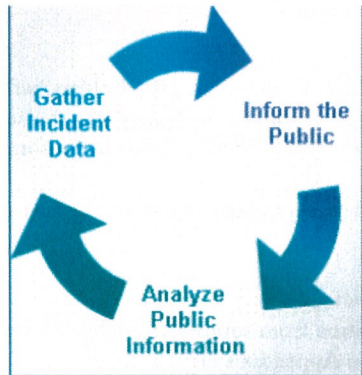 Gather
Incident
Data
Inform the
Public
Analyze
Public
Information